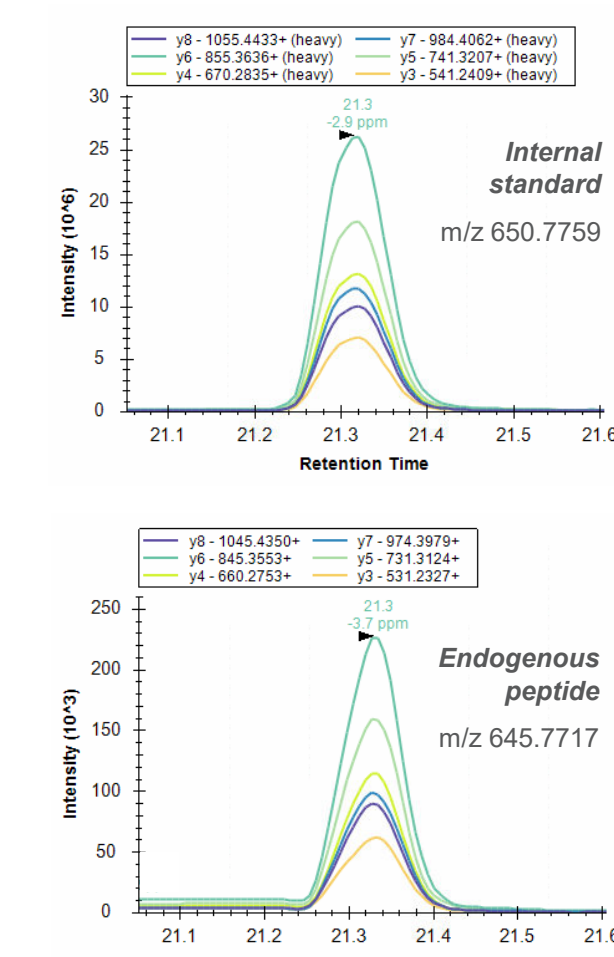 y8 - 1055.4433+ (heavy) y7 - 984.4062+ (heavy)
y6 - 855.3636+ (heavy) y5 - 741.3207+ (heavy)
y4 - 670.2835+ (heavy) y3 - 541.2409+ (heavy)
30
21.3
-2.9 ppm
25
Internal
standard
20
m/z 650.7759
15
10
5
0
Intensity (10^6)
21.1 21.2 21.3 21.4 21.5 21.6
Retention Time
y8 - 1045.4350+ y7 - 974.3979+
y6 - 845.3553+ y5 - 731.3124+
y4 - 660.2753+ y3 - 531.2327+
250
21.3
-3.7 ppm
200
Endogenous
peptide
150
m/z 645.7717
100
50
0
Intensity (10^3)
21.1 21.2 21.3 21.4 21.5 21.6